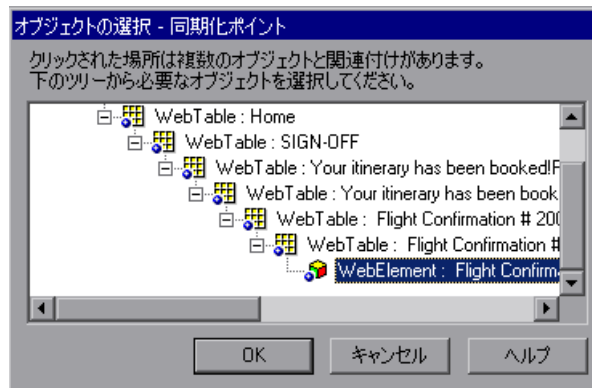 オブジェクトの選択 - 同期化ポイント
クリックされた場所は複数のオブジェクトと関連付けがあります。
下のツリーから必要なオブジェクトを選択してください。
WebTable : Home
WebTable : SIGN-OFF
WebTable : Your itinerary has been booked!F
WebTable : Your itinerary has been book
WebTable : Flight Confirmation # 200
WebTable : Flight Confirmation #
WebElement : Flight Confirm
OK キャンセル ヘルプ